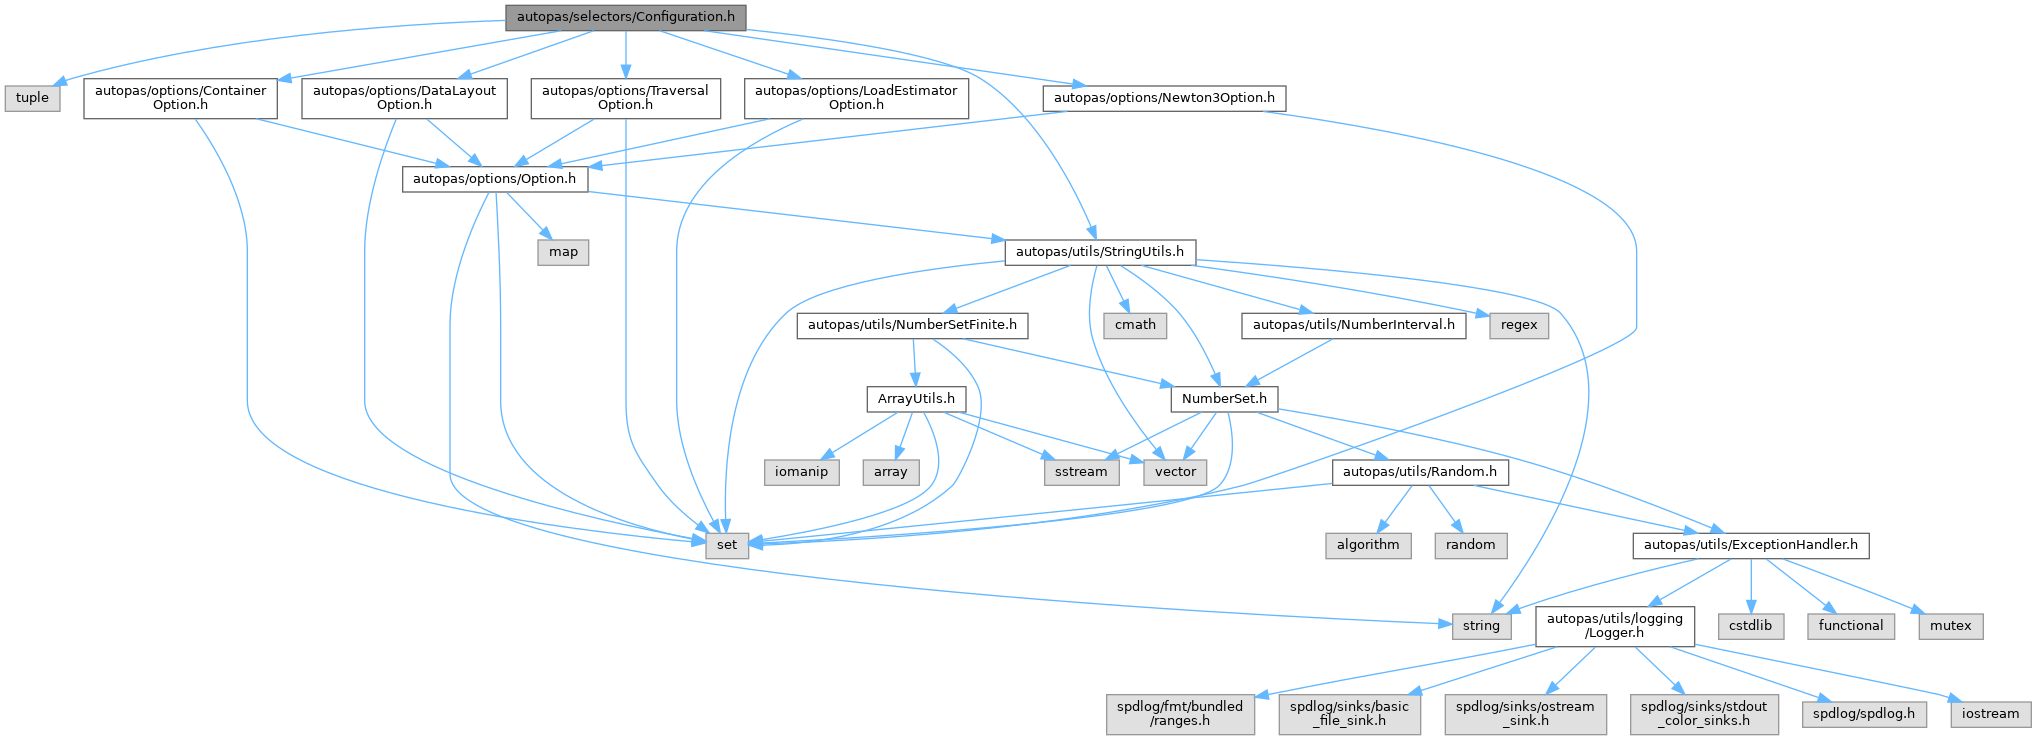 autopas/selectors/Configuration.h
tuple
autopas/options/Container
Option.h
autopas/options/DataLayout
Option.h
autopas/options/Traversal
Option.h
autopas/options/LoadEstimator
Option.h
autopas/options/Newton3Option.h
autopas/options/Option.h
map
autopas/utils/StringUtils.h
autopas/utils/NumberSetFinite.h
cmath
autopas/utils/NumberInterval.h
regex
ArrayUtils.h
NumberSet.h
iomanip
array
sstream
vector
autopas/utils/Random.h
set
algorithm
random
autopas/utils/ExceptionHandler.h
string
autopas/utils/logging
/Logger.h
cstdlib
functional
mutex
spdlog/fmt/bundled
/ranges.h
spdlog/sinks/basic
_file_sink.h
spdlog/sinks/ostream
_sink.h
spdlog/sinks/stdout
_color_sinks.h
spdlog/spdlog.h
iostream